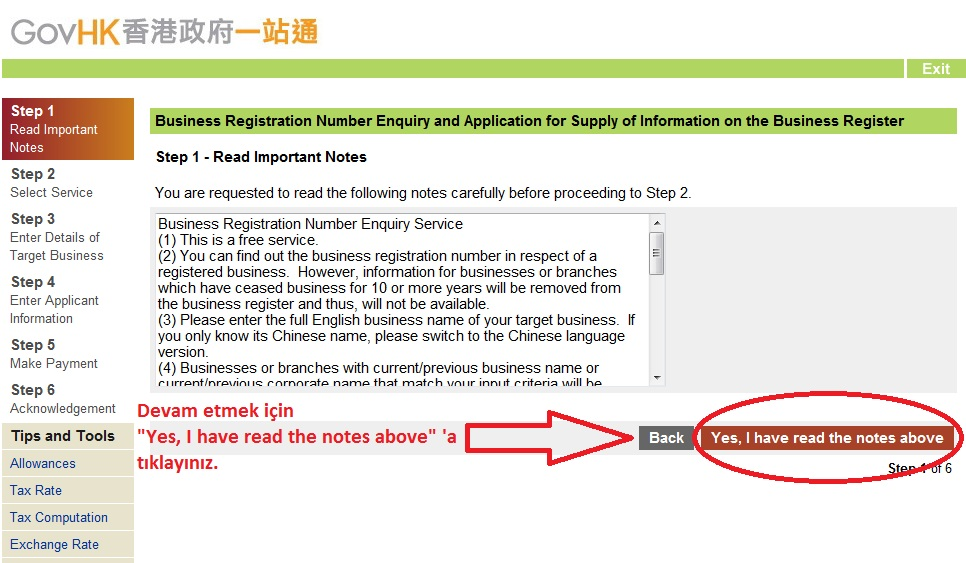 GovHK香港政府一站通
Exit
Step 1
Read Important
Notes
Step 2
Select Service
Step 3
Enter Details of
Target Business
Step 4
Enter Applicant
Information
Step 5
Make Payment
Step 6
Acknowledgement
Tips and Tools
Allowances
Tax Rate
Tax Computation
Exchange Rate
Business Registration Number Enquiry and Application for Supply of Information on the Business Register
Step 1 - Read Important Notes
You are requested to read the following notes carefully before proceeding to Step 2.
Business Registration Number Enquiry Service
(1) This is a free service.
(2) You can find out the business registration number in respect of a
registered business.  However, information for businesses or branches
which have ceased business for 10 or more years will be removed from
the business register and thus, will not be available.
(3) Please enter the full English business name of your target business.  If
you only know its Chinese name, please switch to the Chinese language
version.
(4) Businesses or branches with current/previous business name or
current/previous corporate name that match your input criteria will be
Devam etmek için
"Yes, I have read the notes above" 'a
tıklayınız.
Back
Yes, I have read the notes above
Step 1 of 6